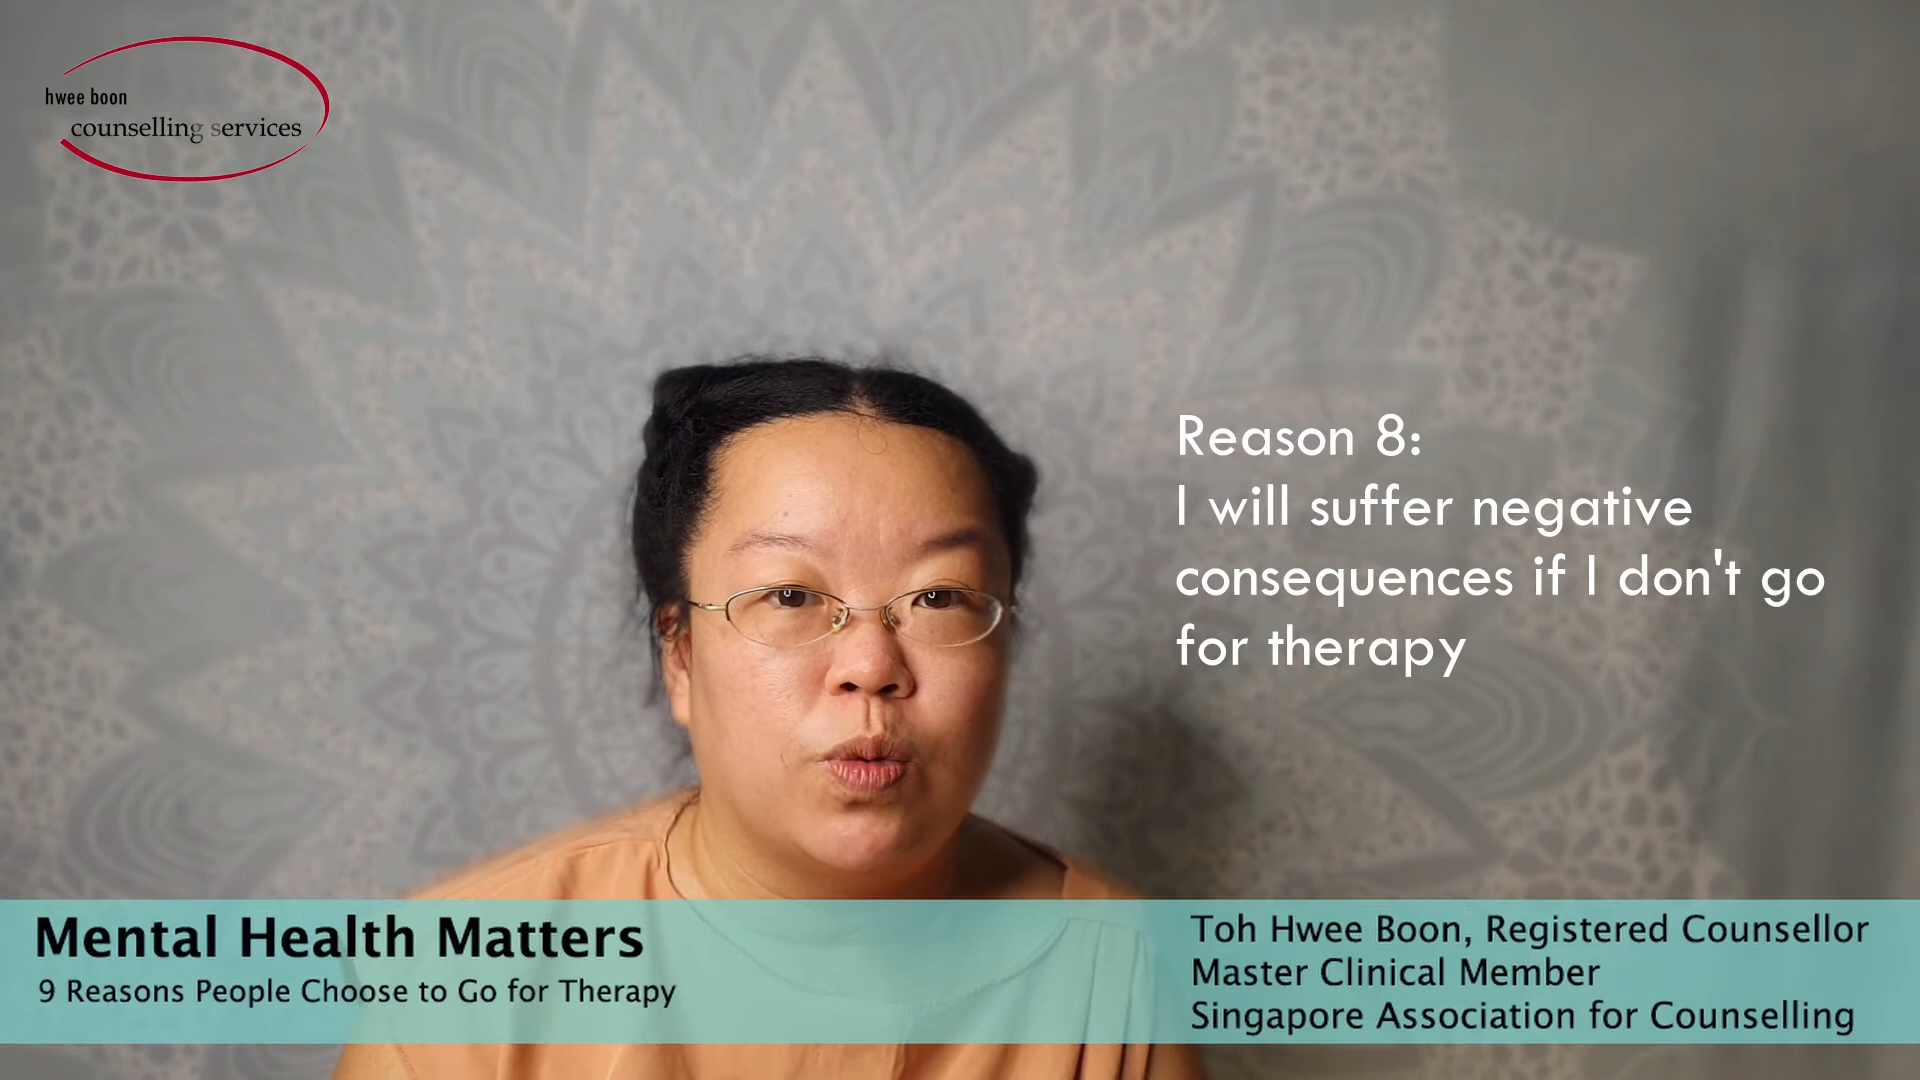 hwee boon
counselling services
Reason 8:
I will suffer negative
consequences if I don't go
for therapy
Mental Health Matters
9 Reasons People Choose to Go for Therapy
Toh Hwee Boon, Registered Counsellor
Master Clinical Member
Singapore Association for Counselling